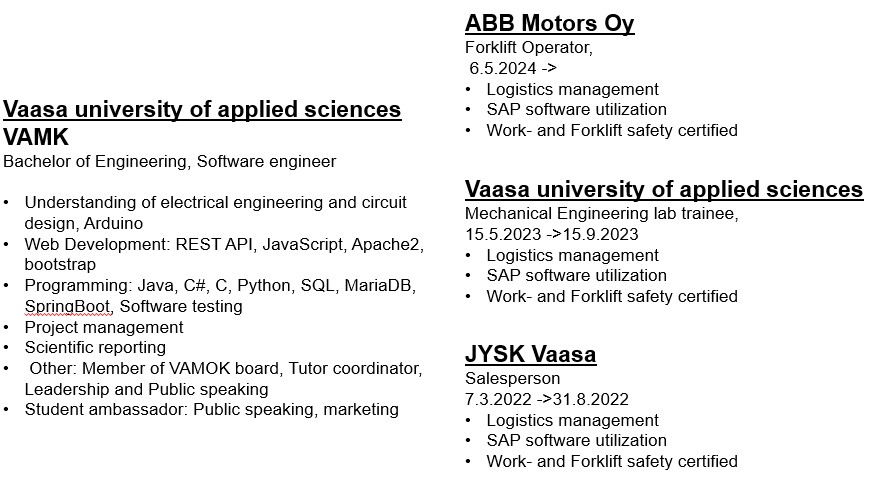 Vaasa university of applied sciences
VAMK
Bachelor of Engineering, Software engineer
• Understanding of electrical engineering and circuit
design, Arduino
• Web Development: REST API, JavaScript, Apache2,
bootstrap
• Programming: Java, C#, C, Python, SQL, MariaDB,
SpringBoot, Software testing
• Project management
• Scientific reporting
• Other: Member of VAMOK board, Tutor coordinator,
Leadership and Public speaking
• Student ambassador: Public speaking, marketing
ABB Motors Oy
Forklift Operator,
6.5.2024 ->
• Logistics management
• SAP software utilization
• Work- and Forklift safety certified
Vaasa university of applied sciences
Mechanical Engineering lab trainee,
15.5.2023 ->15.9.2023
• Logistics management
• SAP software utilization
• Work- and Forklift safety certified
JYSK Vaasa
Salesperson
7.3.2022 ->31.8.2022
• Logistics management
• SAP software utilization
• Work- and Forklift safety certified